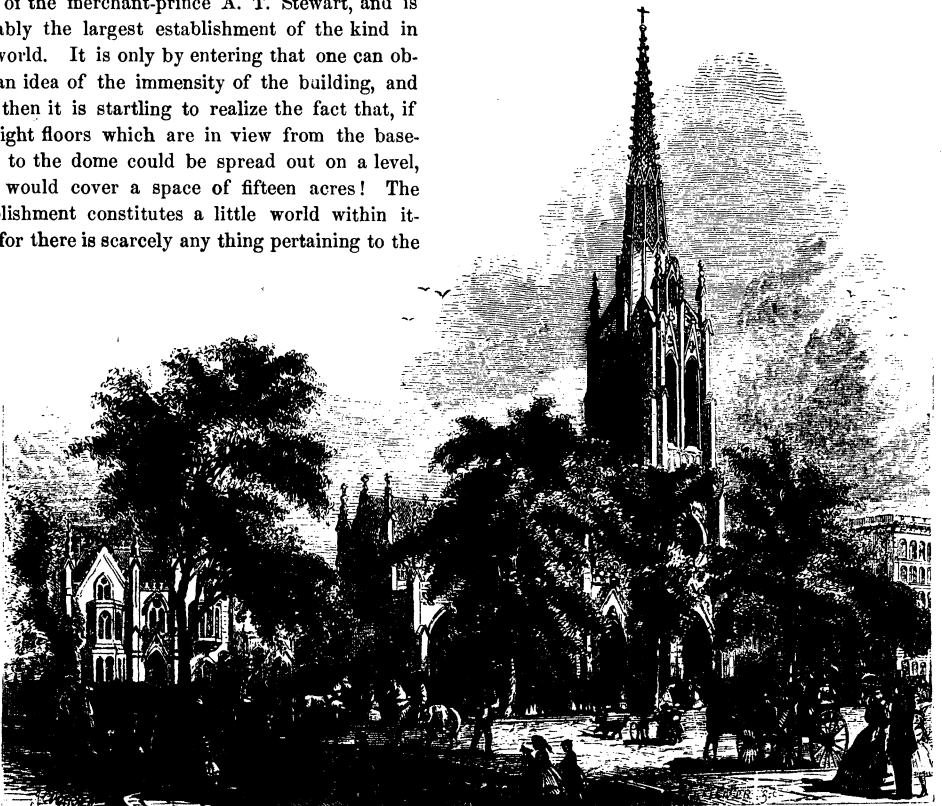 of the merchant-prince A. T. Stewart, and is
ably the largest establishment of the kind in
world. It is only by entering that one can ob-
an idea of the immensity of the building, and
then it is startling to realize the fact that, if
ight floors which are in view from the base-
to the dome could be spread out on a level,
would cover a space of fifteen acres! The
lishment constitutes a little world within it-
for there is scarcely any thing pertaining to the